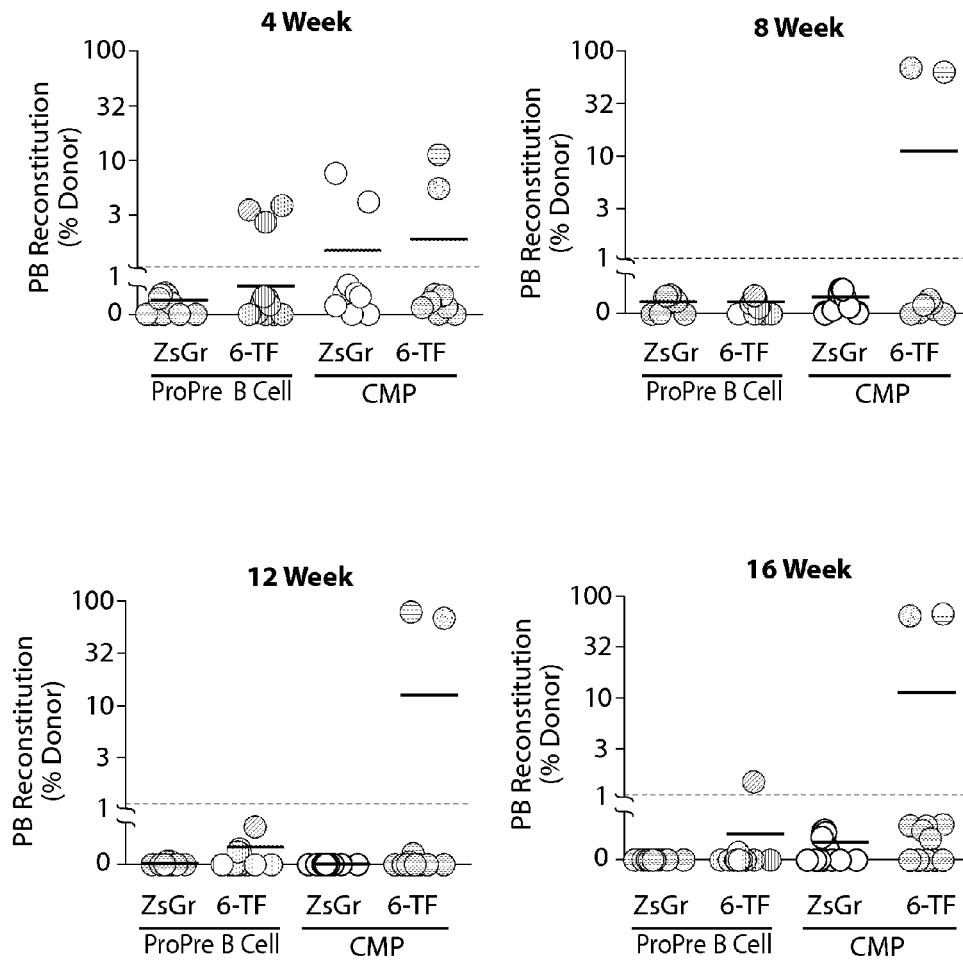 4 Week
PB Reconstitution
(% Donor)
100
32
10
3
1
0
ZsGr 6-TF ZsGr 6-TF
ProPre B Cell CMP
8 Week
PB Reconstitution
(% Donor)
100
32
10
3
1
0
ZsGr 6-TF ZsGr 6-TF
ProPre B Cell CMP
12 Week
PB Reconstitution
(% Donor)
100
32
10
3
1
0
ZsGr 6-TF ZsGr 6-TF
ProPre B Cell CMP
16 Week
PB Reconstitution
(% Donor)
100
32
10
3
1
0
ZsGr 6-TF ZsGr 6-TF
ProPre B Cell CMP